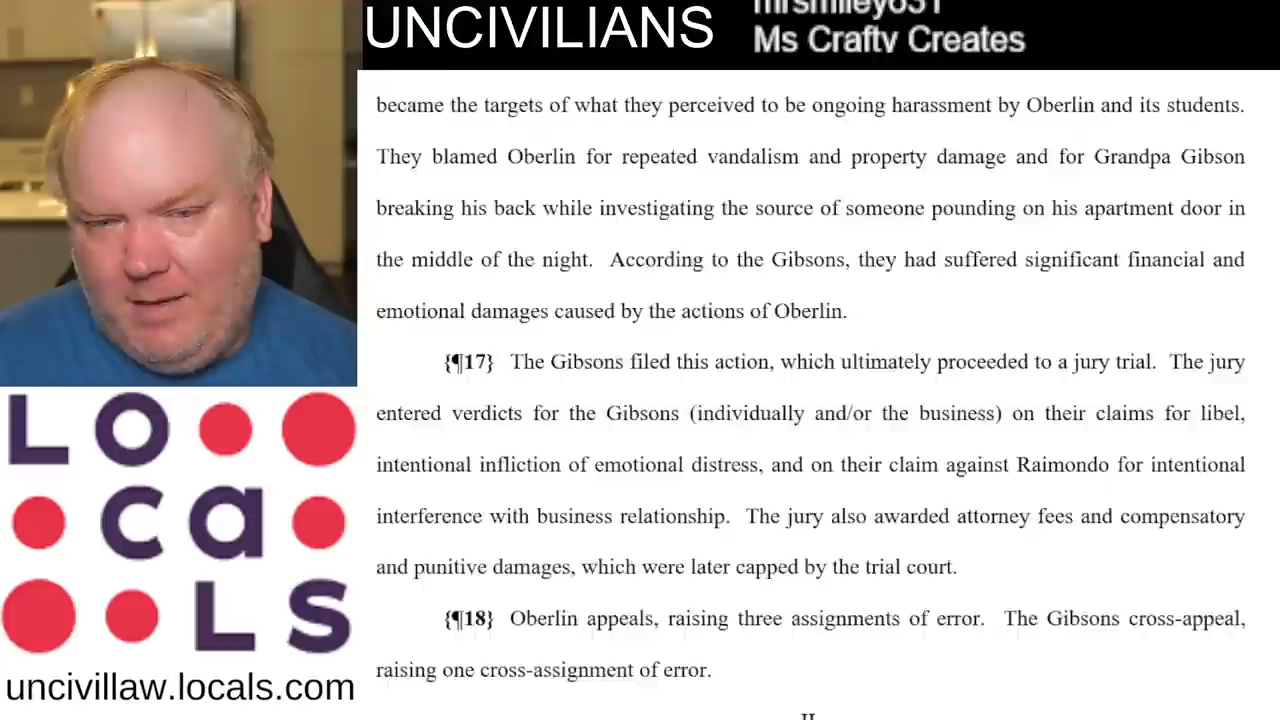 UNCIVILIANS
mrsmiley631
Ms Crafty Creates
became the targets of what they perceived to be ongoing harassment by Oberlin and its students.
They blamed Oberlin for repeated vandalism and property damage and for Grandpa Gibson
breaking his back while investigating the source of someone pounding on his apartment door in
the middle of the night. According to the Gibsons, they had suffered significant financial and
emotional damages caused by the actions of Oberlin.
{¶17} The Gibsons filed this action, which ultimately proceeded to a jury trial. The jury
entered verdicts for the Gibsons (individually and/or the business) on their claims for libel,
intentional infliction of emotional distress, and on their claim against Raimondo for intentional
interference with business relationship. The jury also awarded attorney fees and compensatory
and punitive damages, which were later capped by the trial court.
{¶18} Oberlin appeals, raising three assignments of error. The Gibsons cross-appeal,
raising one cross-assignment of error.
II
LO
ca
LS
uncivillaw.locals.com